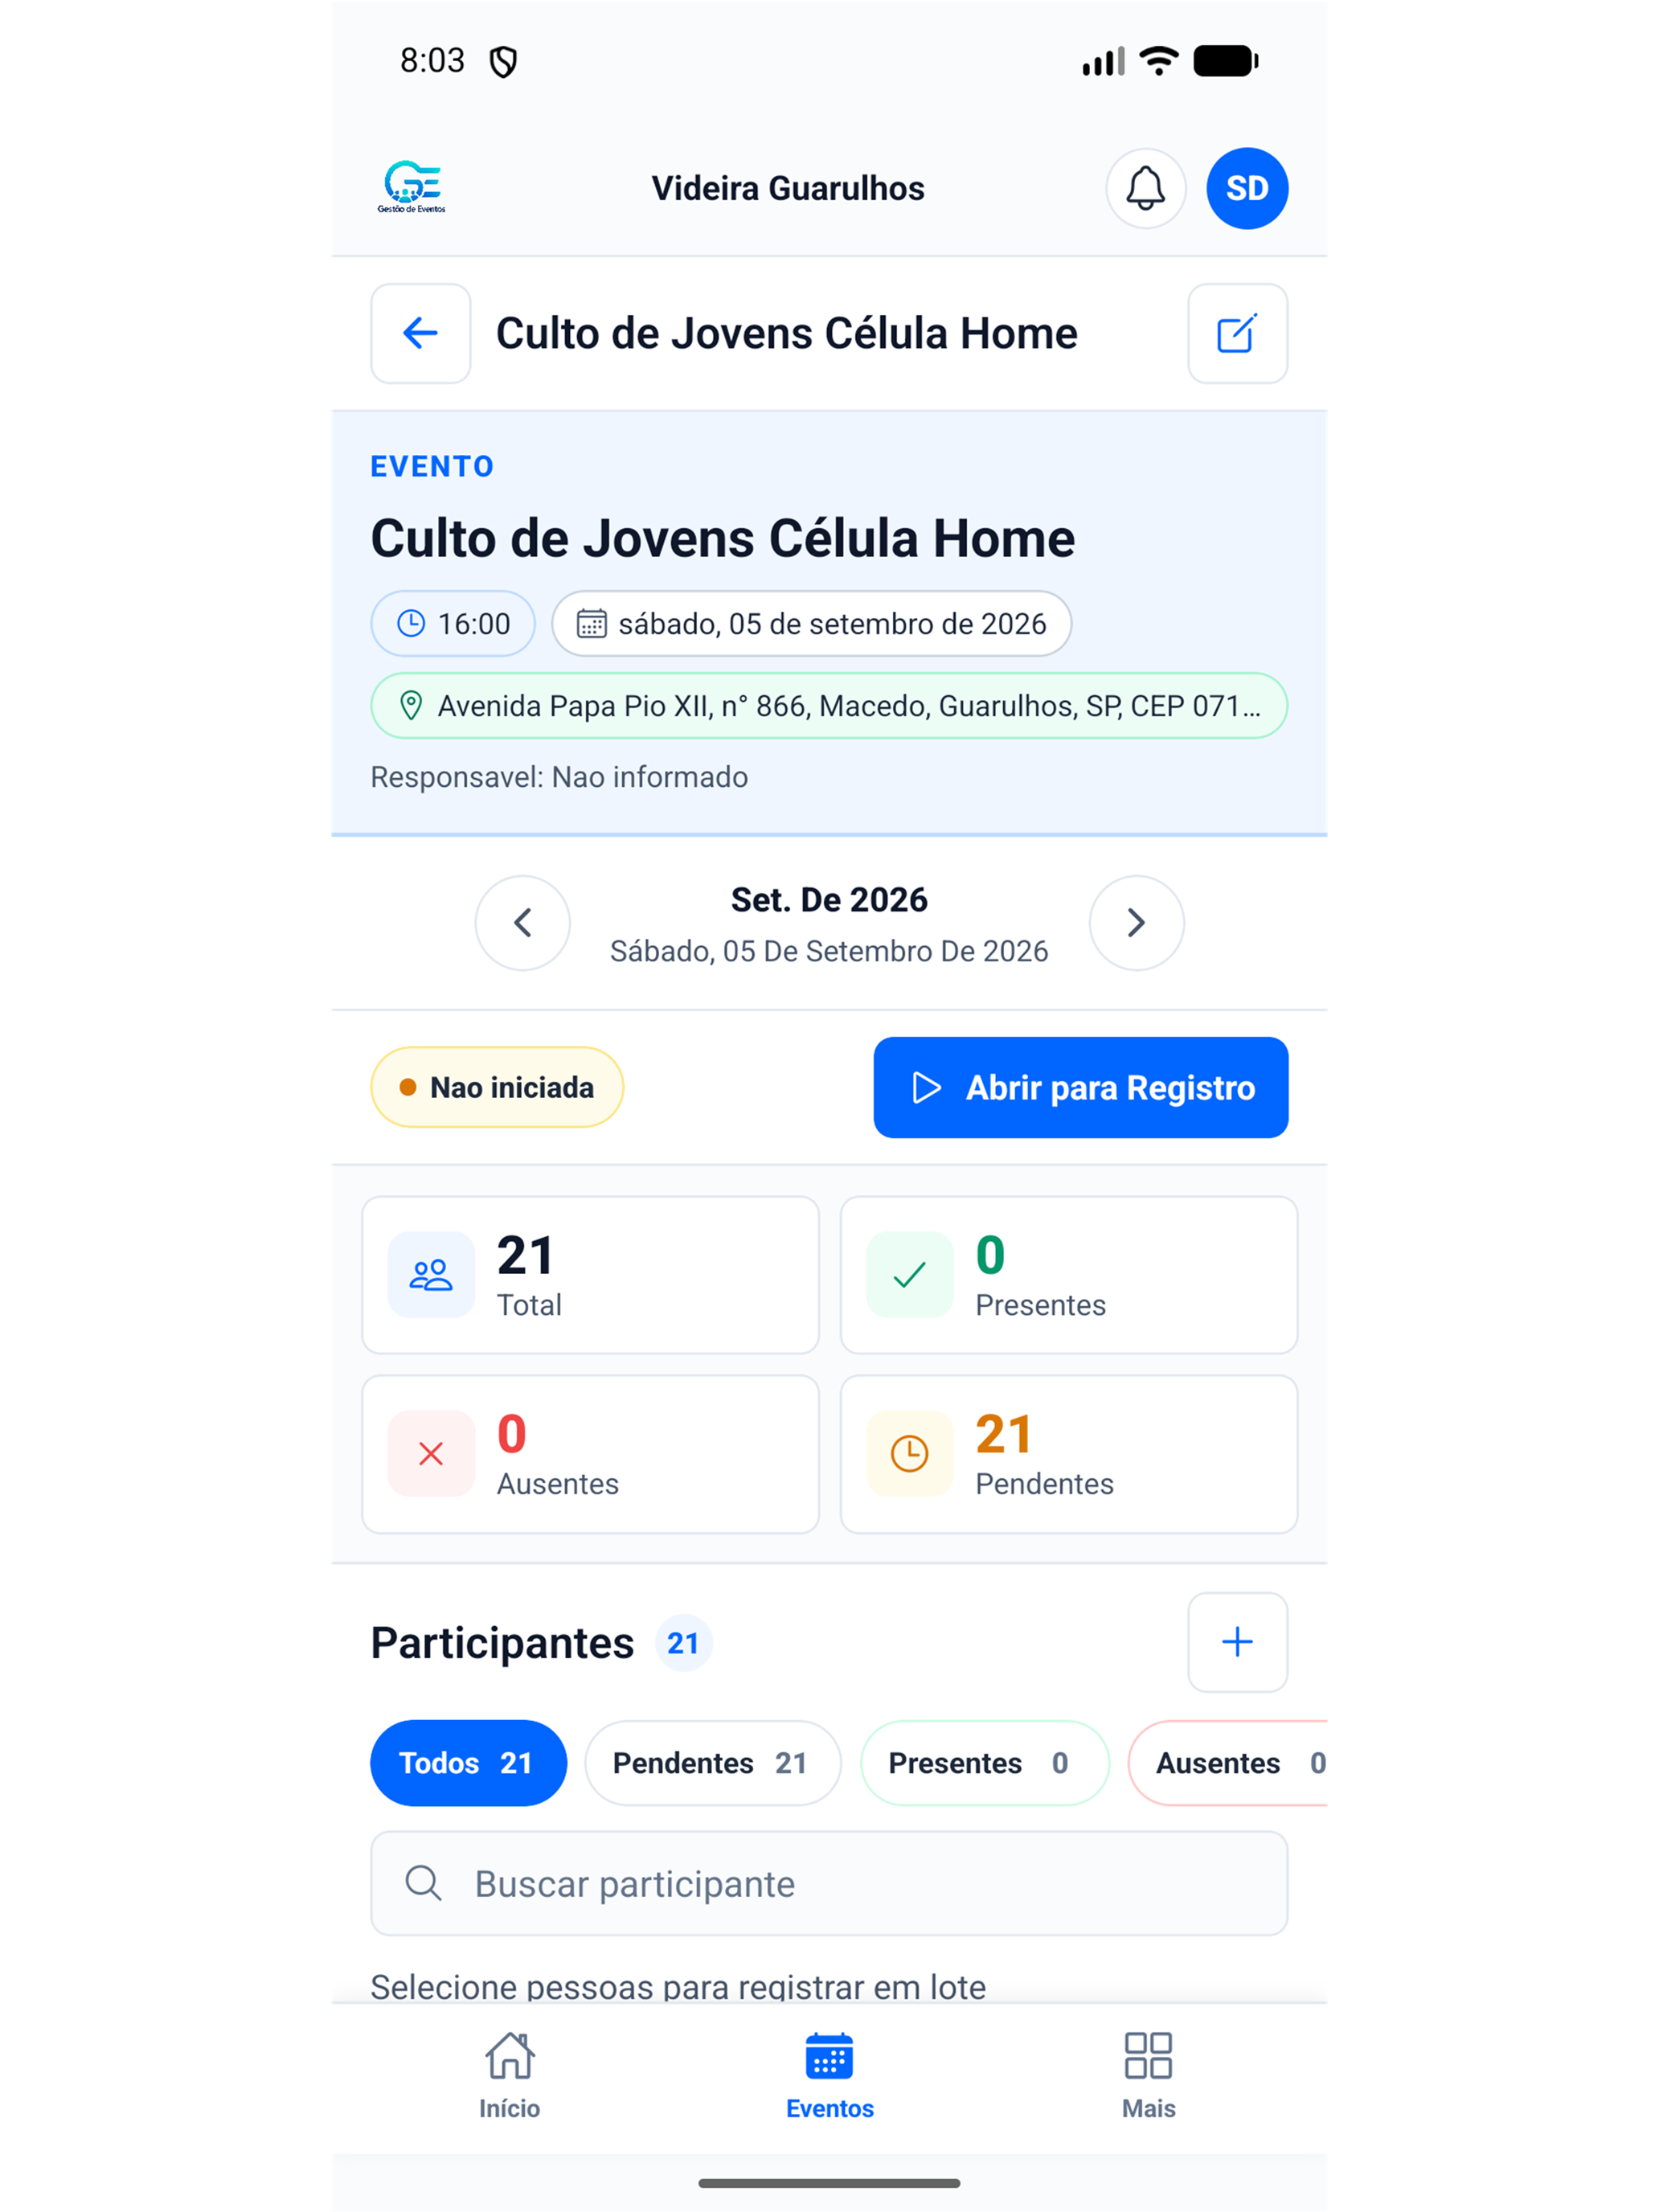 8:03
Gestão de Eventos
Videira Guarulhos
SD
Culto de Jovens Célula Home
EVENTO
Culto de Jovens Célula Home
16:00
sábado, 05 de setembro de 2026
Avenida Papa Pio XII, n° 866, Macedo, Guarulhos, SP, CEP 071...
Responsavel: Nao informado
Set. De 2026
Sábado, 05 De Setembro De 2026
Nao iniciada
Abrir para Registro
21
Total
0
Presentes
0
Ausentes
21
Pendentes
Participantes 21
Todos 21
Pendentes 21
Presentes 0
Ausentes 0
Buscar participante
Selecione pessoas para registrar em lote
Início
Eventos
Mais